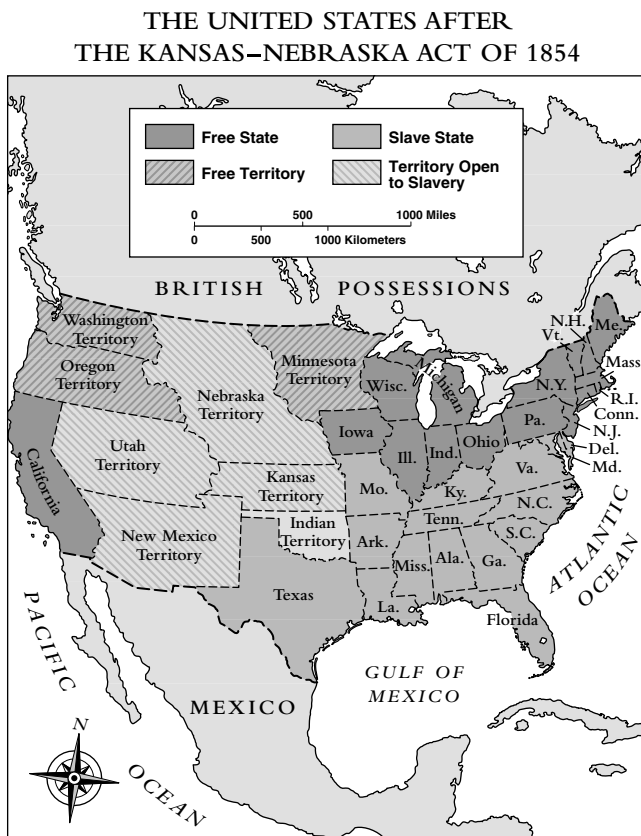 THE UNITED STATES AFTER
THE KANSAS–NEBRASKA ACT OF 1854
Free State
Slave State
Free Territory
Territory Open
to Slavery
0 500 1000 Miles
0 500 1000 Kilometers
BRITISH POSSESSIONS
Washington
Territory
Oregon
Territory
Minnesota
Territory
Nebraska
Territory
Wisc.
Michigan
N.H.
Vt.
Me.
Mass.
N.Y.
R.I.
Conn.
Pa.
N.J.
Del.
Md.
Iowa
Ill.
Ind.
Ohio
Utah
Territory
California
Kansas
Territory
Mo.
Ky.
Va.
N.C.
Tenn.
S.C.
New Mexico
Territory
Indian
Territory
Ark.
Miss.
Ala.
Ga.
Texas
La.
Florida
ATLANTIC
OCEAN
PACIFIC
OCEAN
GULF OF
MEXICO
MEXICO
N